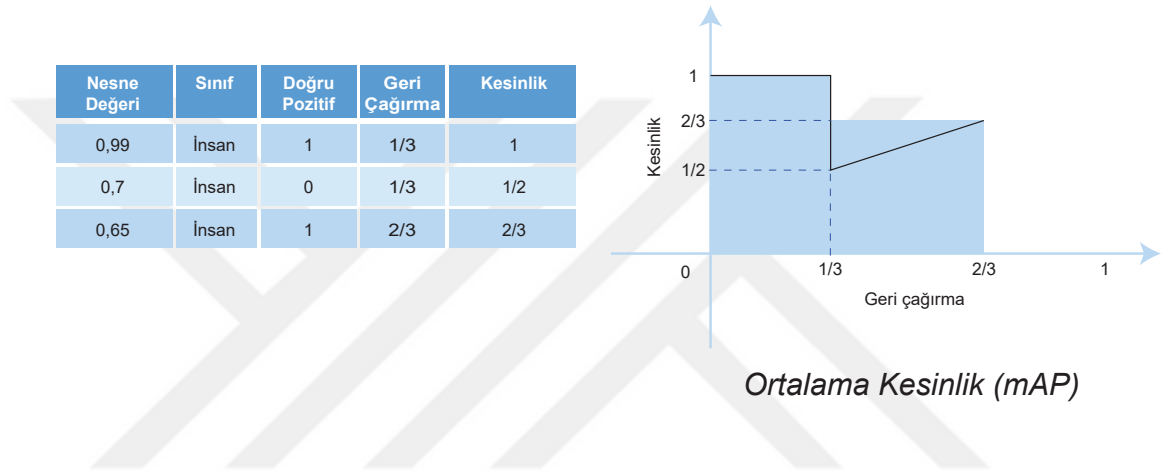 Nesne Değeri Sınıf Doğru Pozitif Geri Çağırma Kesinlik
0,99 İnsan 1 1/3 1
0,7 İnsan 0 1/3 1/2
0,65 İnsan 1 2/3 2/3
Kesinlik
1
2/3
1/2
0 1/3 2/3 1
Geri çağırma
Ortalama Kesinlik (mAP)